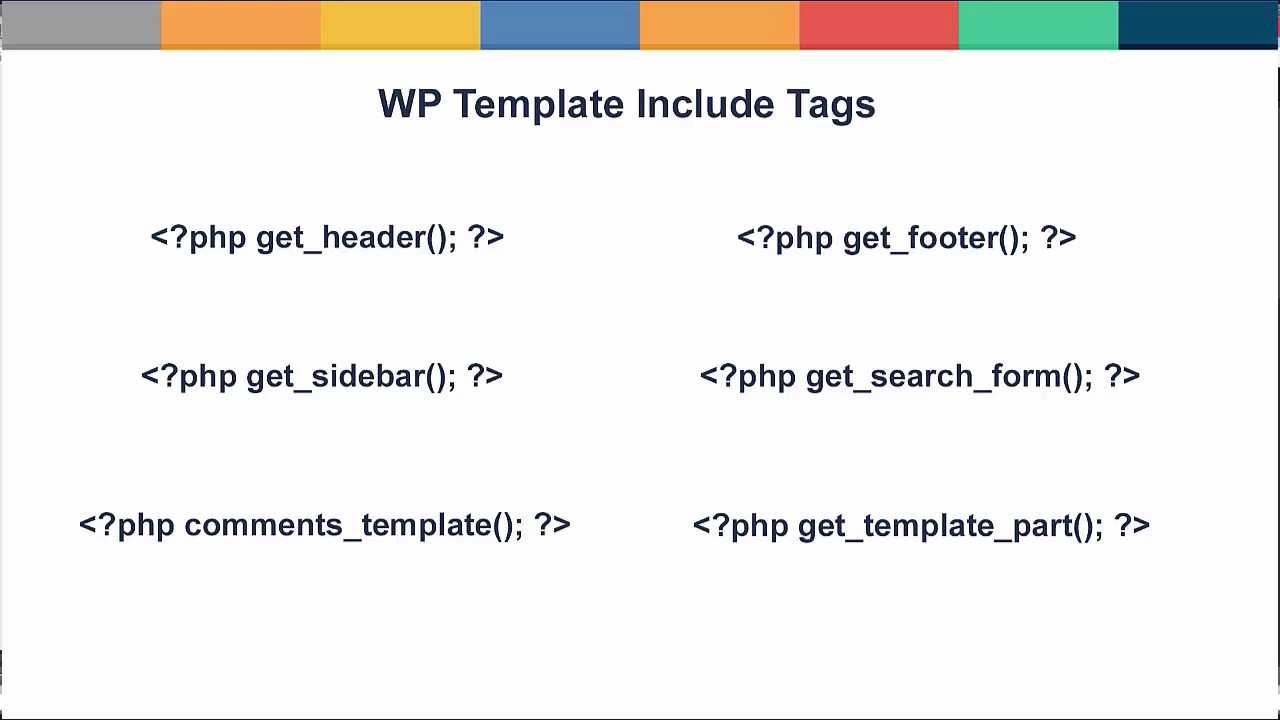 WP Template Include Tags
<?php get_header(); ?>
<?php get_footer(); ?>
<?php get_sidebar(); ?>
<?php get_search_form(); ?>
<?php comments_template(); ?>
<?php get_template_part(); ?>